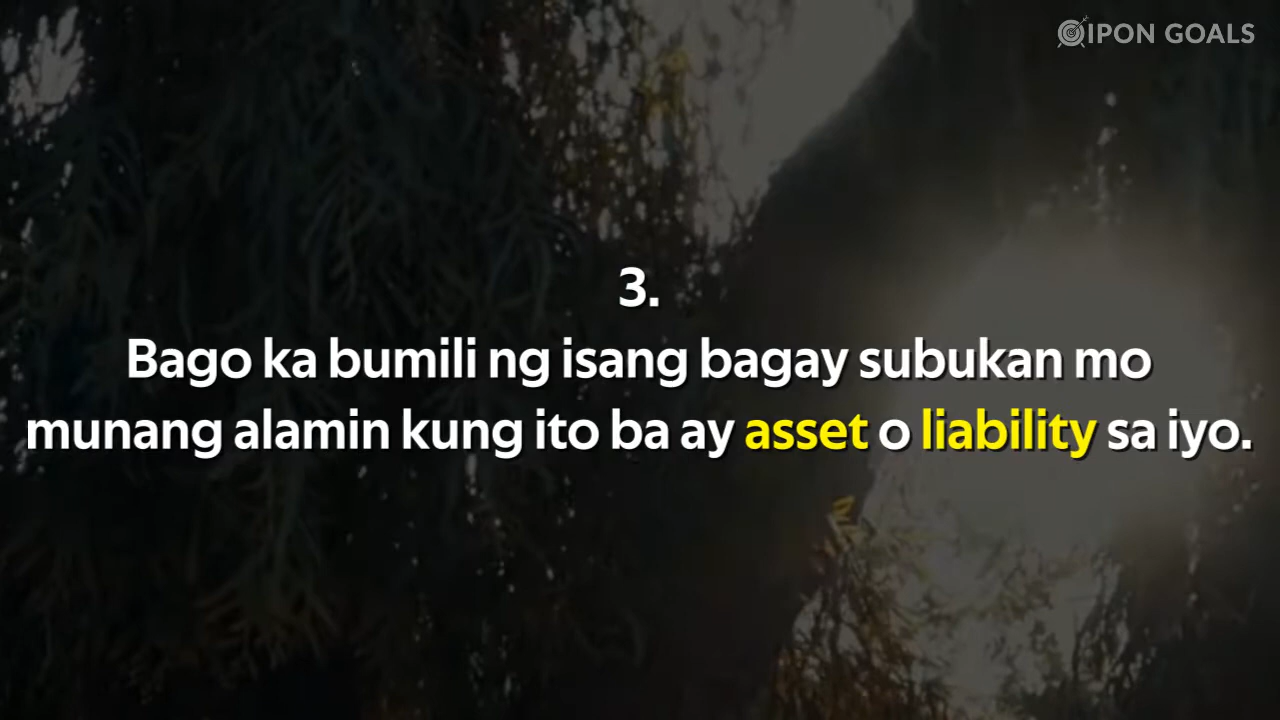 IPON GOALS
3.
Bago ka bumili ng isang bagay subukan mo
munang alamin kung ito ba ay asset o liability sa iyo.